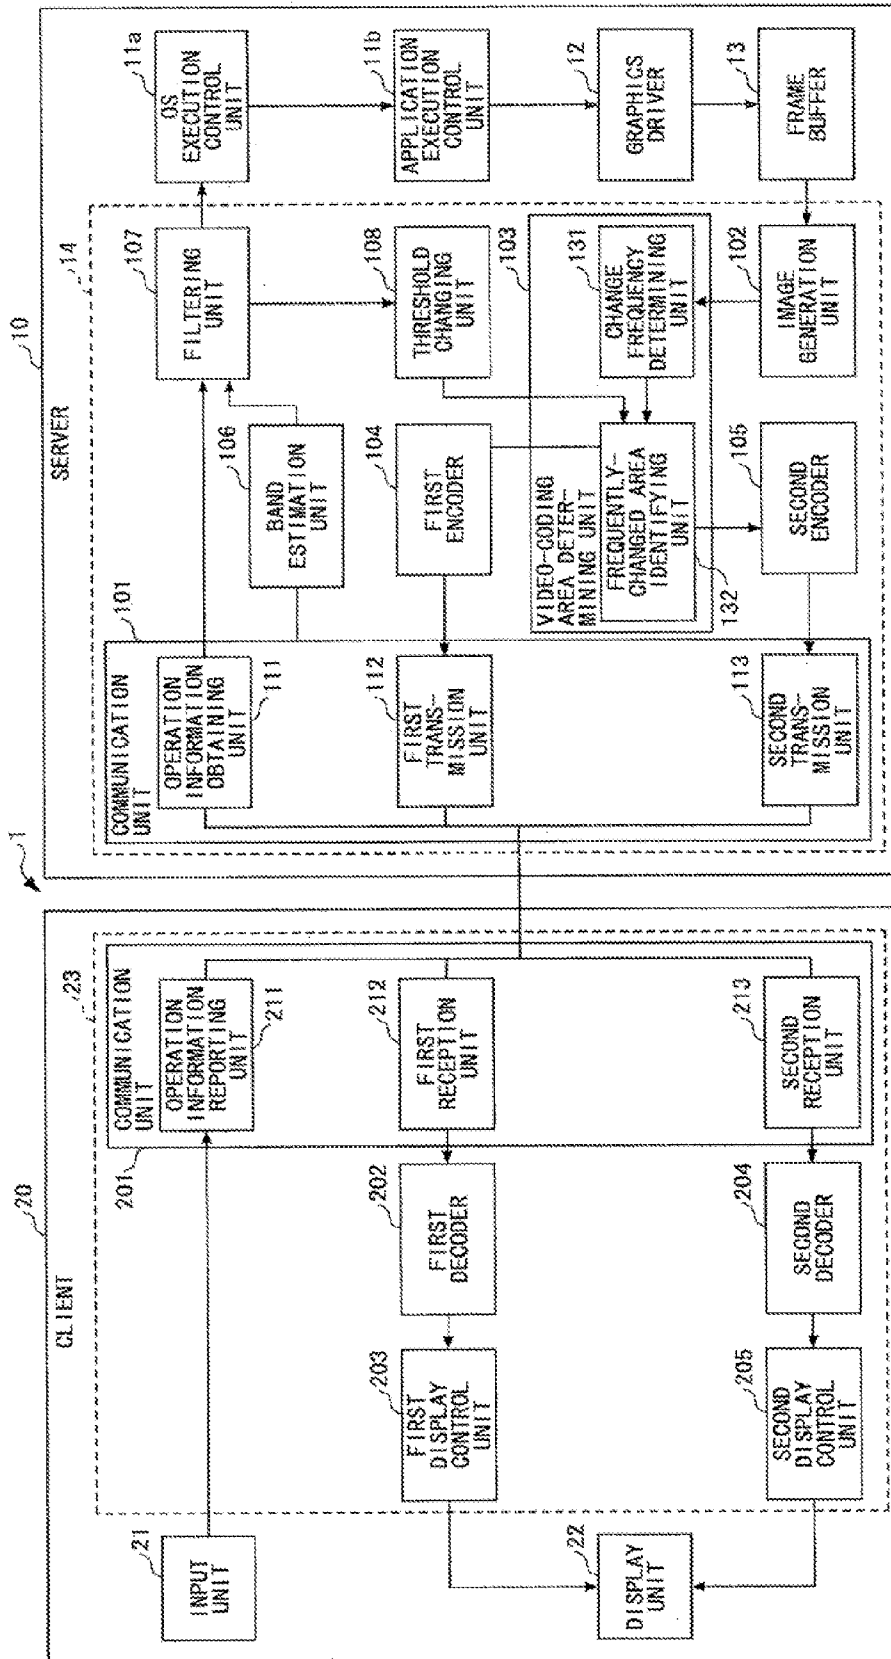 1
20
CLIENT
23
21
INPUT
UNIT
201
COMMUNICATION
UNIT
OPERATION
INFORMATION
REPORTING
UNIT
211
203
FIRST
DISPLAY
CONTROL
UNIT
202
FIRST
DECODER
212
FIRST
RECEPTION
UNIT
22
DISPLAY
UNIT
205
SECOND
DISPLAY
CONTROL
UNIT
204
SECOND
DECODER
213
SECOND
RECEPTION
UNIT
10
SERVER
14
101
COMMUNICATION
UNIT
OPERATION
INFORMATION
OBTAINING
UNIT
111
106
BAND
ESTIMATION
UNIT
107
FILTERING
UNIT
11a
OS
EXECUTION
CONTROL
UNIT
112
FIRST
TRANS-
MISSION
UNIT
104
FIRST
ENCODER
108
THRESHOLD
CHANGING
UNIT
11b
APPLICATION
EXECUTION
CONTROL
UNIT
103
VIDEO-CODING
AREA DETER-
MINING UNIT
FREQUENTLY-
CHANGED AREA
IDENTIFYING
UNIT
132
131
CHANGE
FREQUENCY
DETERMINING
UNIT
12
GRAPHICS
DRIVER
113
SECOND
TRANS-
MISSION
UNIT
105
SECOND
ENCODER
102
IMAGE
GENERATION
UNIT
13
FRAME
BUFFER